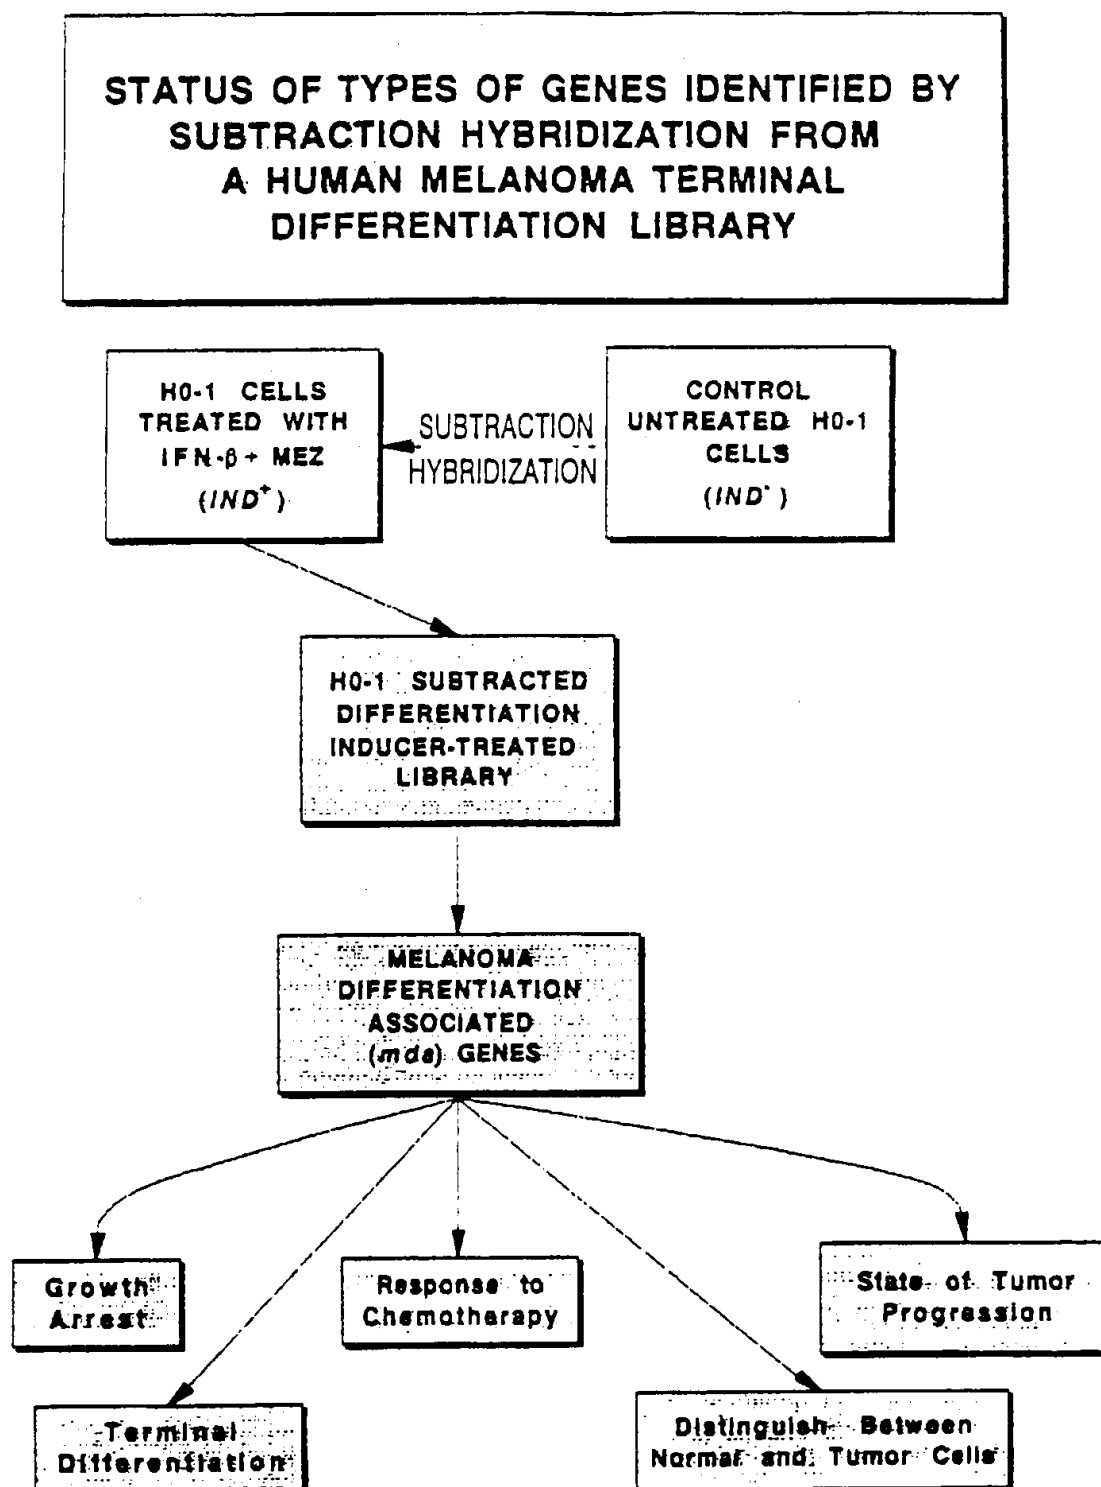 STATUS OF TYPES OF GENES IDENTIFIED BY
SUBTRACTION HYBRIDIZATION FROM
A HUMAN MELANOMA TERMINAL
DIFFERENTIATION LIBRARY
H0-1 CELLS
TREATED WITH
IFN-β + MEZ
(IND⁺)
SUBTRACTION
HYBRIDIZATION
CONTROL
UNTREATED H0-1
CELLS
(IND⁻)
H0-1 SUBTRACTED
DIFFERENTIATION
INDUCER-TREATED
LIBRARY
MELANOMA
DIFFERENTIATION
ASSOCIATED
(mda) GENES
Growth
Arrest
Response to
Chemotherapy
State of Tumor
Progression
Terminal
Differentiation
Distinguish Between
Normal and Tumor Cells